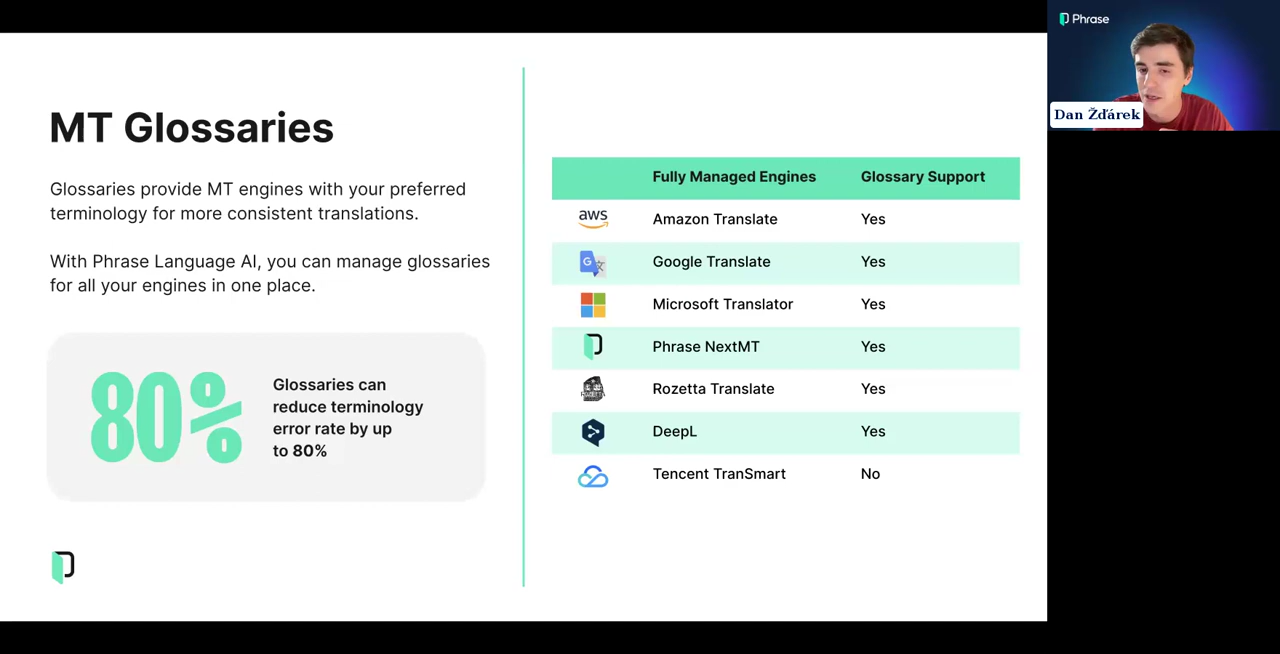 MT Glossaries
Glossaries provide MT engines with your preferred
terminology for more consistent translations.
With Phrase Language AI, you can manage glossaries
for all your engines in one place.
80%
Glossaries can
reduce terminology
error rate by up
to 80%
Fully Managed Engines Glossary Support
aws Amazon Translate Yes
G Google Translate Yes
Microsoft Translator Yes
Phrase NextMT Yes
Rozetta Translate Yes
DeepL Yes
Tencent TranSmart No
Phrase
Dan Žďárek